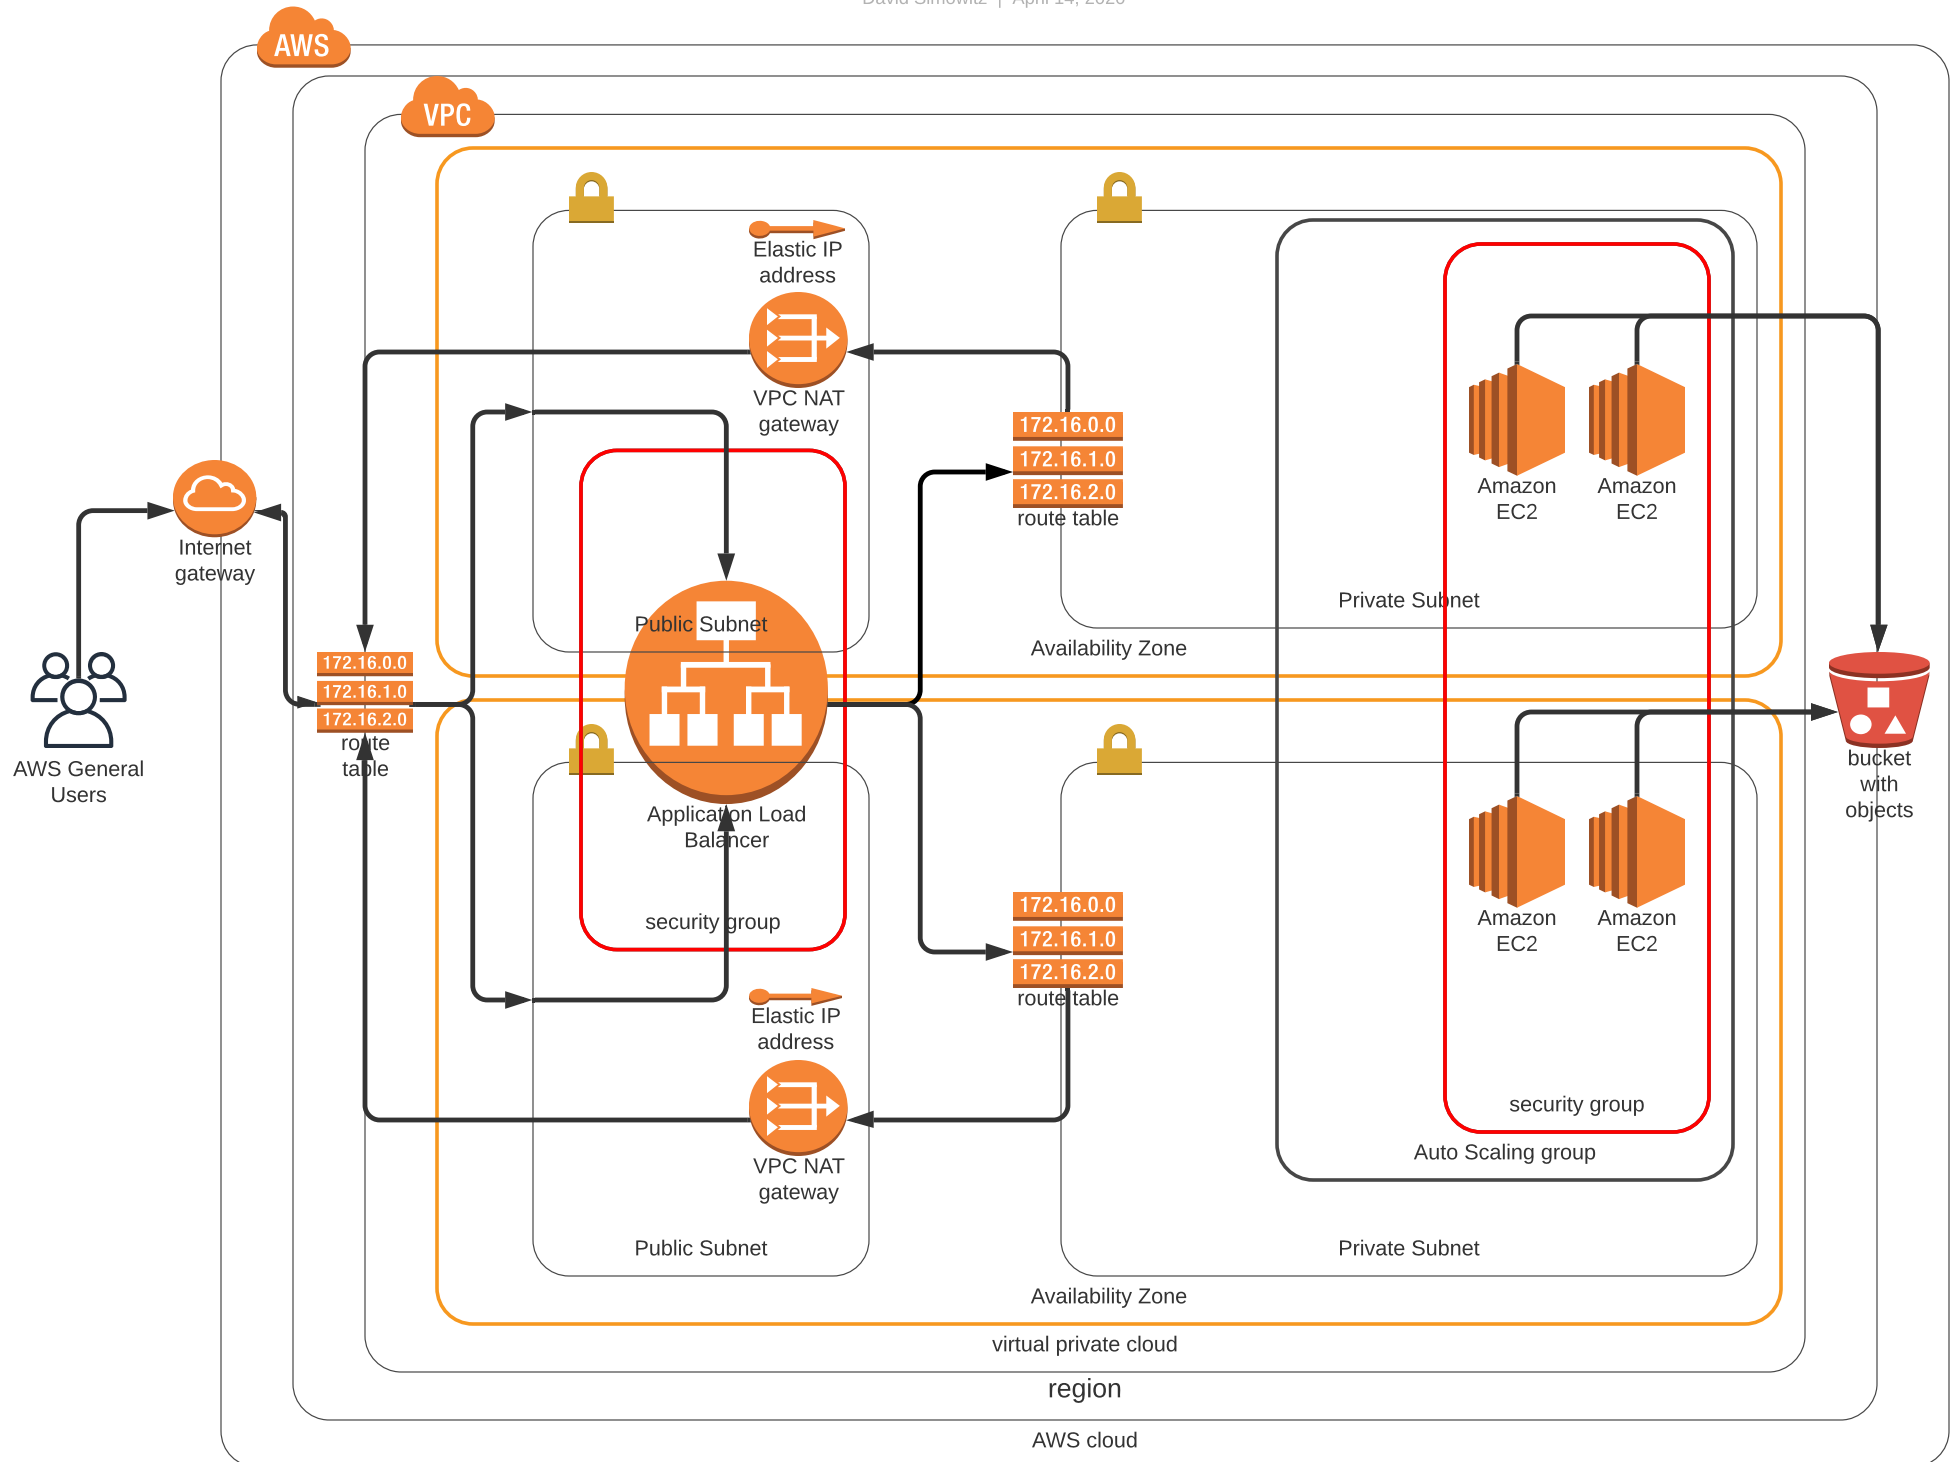 David Simowitz | April 14, 2020
AWS
VPC
Elastic IP
address
VPC NAT
gateway
172.16.0.0
172.16.1.0
172.16.2.0
route table
Amazon
EC2
Amazon
EC2
Internet
gateway
Private Subnet
Public Subnet
Availability Zone
172.16.0.0
172.16.1.0
172.16.2.0
route
table
AWS General
Users
bucket
with
objects
Application Load
Balancer
security group
172.16.0.0
172.16.1.0
172.16.2.0
route table
Amazon
EC2
Amazon
EC2
Elastic IP
address
VPC NAT
gateway
security group
Auto Scaling group
Public Subnet
Private Subnet
Availability Zone
virtual private cloud
region
AWS cloud